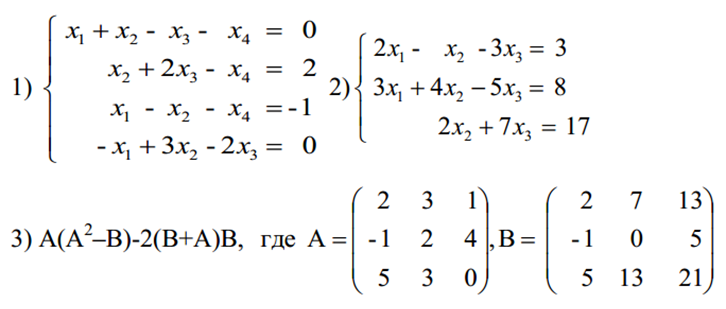 1) { x₁ + x₂ - x₃ - x₄ = 0
x₂ + 2x₃ - x₄ = 2
x₁ - x₂ - x₄ = -1
- x₁ + 3x₂ - 2x₃ = 0
2) { 2x₁ - x₂ - 3x₃ = 3
3x₁ + 4x₂ – 5x₃ = 8
2x₂ + 7x₃ = 17
3) A(A²–B)-2(B+A)B, где A = ( 2 3 1
-1 2 4
5 3 0 ), B = ( 2 7 13
-1 0 5
5 13 21 )